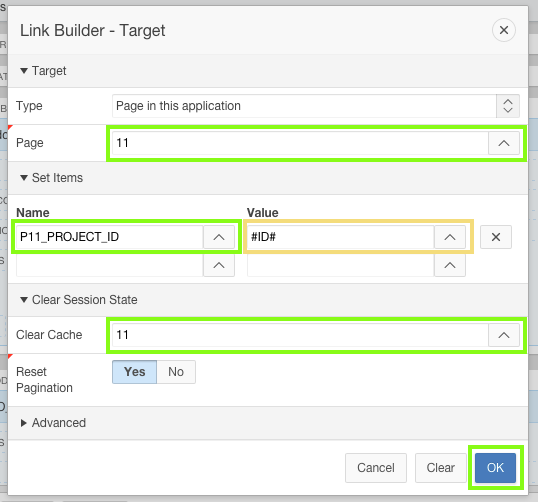 Link Builder - Target
Target
Type Page in this application
Page 11
Set Items
Name Value
P11_PROJECT_ID #ID#
Clear Session State
Clear Cache 11
Reset Pagination Yes No
Advanced
Cancel Clear OK